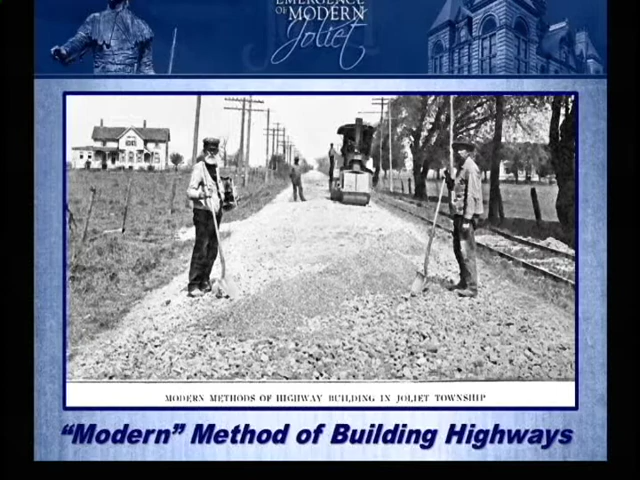 EMERGENCE
OF MODERN
Joliet
MODERN METHODS OF HIGHWAY BUILDING IN JOLIET TOWNSHIP
“Modern” Method of Building Highways